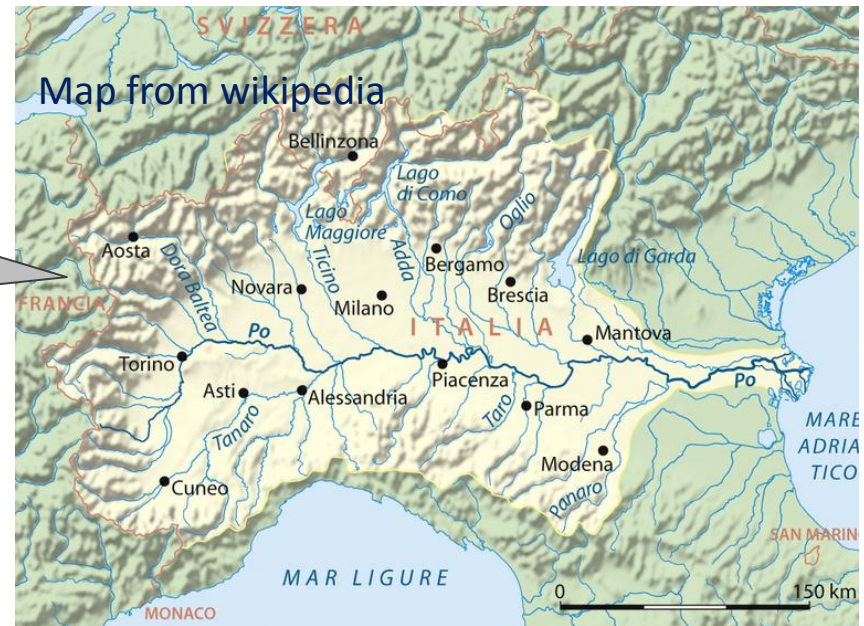 SVIZZERA
Map from wikipedia
Bellinzona
Lago
di Como
Oglio
Lago
Maggiore
Aosta
Dora Baltea
Ticino
Adda
Bergamo
Lago di Garda
Novara
Milano
Brescia
FRANCIA
ITALIA
Po
Mantova
Torino
Piacenza
Po
Asti
Alessandria
Taro
Parma
Tanaro
MARE
ADRIA
TICO
Modena
Cuneo
Panaro
SAN MARINO
MAR LIGURE
0
150 km
MONACO